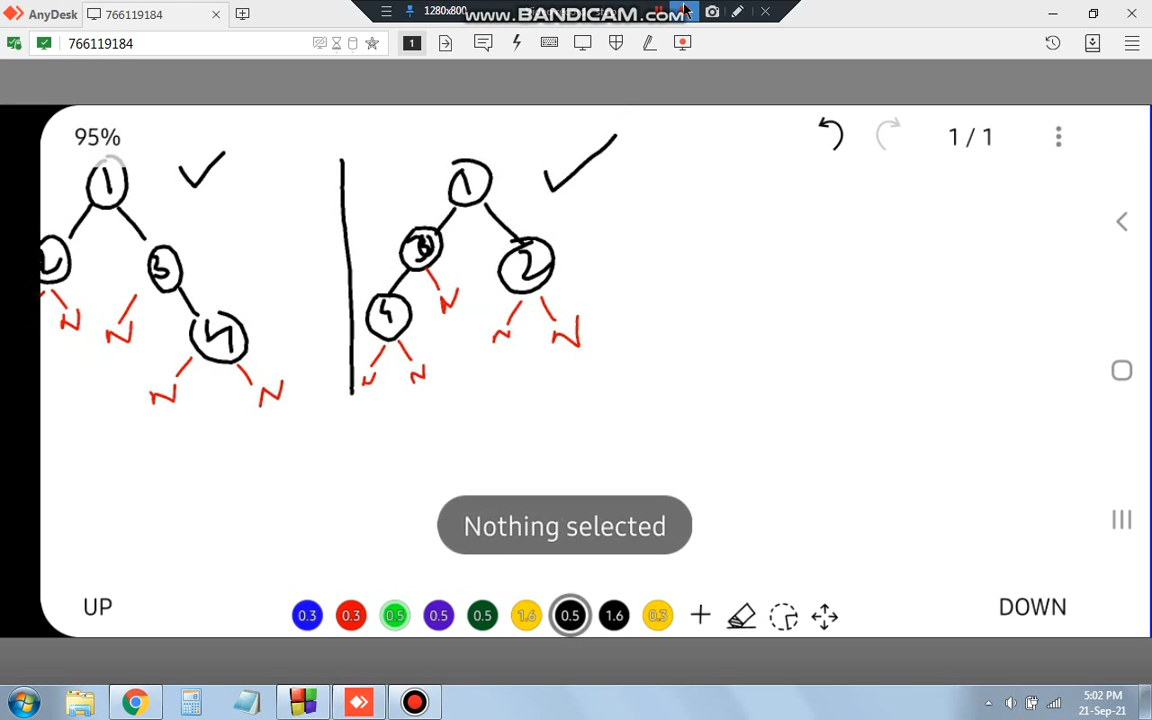 AnyDesk
766119184
1280x800
www.BANDICAM.com
766119184
1
95%
1 / 1
1
1
2
3
3
2
4
4
N
N
N
N
N
N
N
N
N
Nothing selected
UP
DOWN
0.3
0.3
0.5
0.5
0.5
1.6
0.5
1.6
0.3
5:02 PM
21-Sep-21